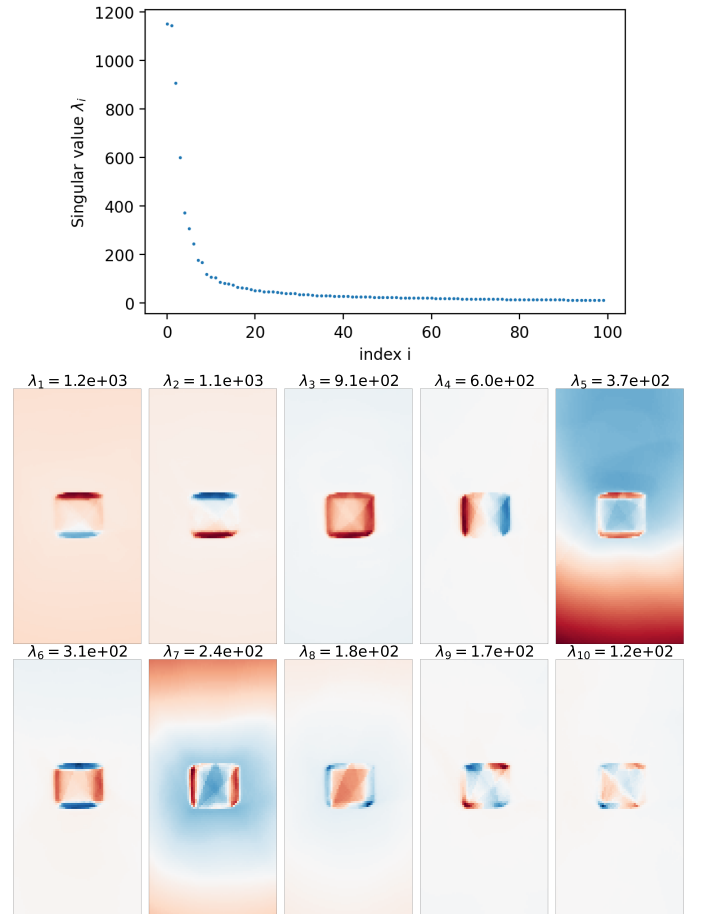 1200
1000
800
600
400
200
0
Singular value λᵢ
0 20 40 60 80 100
index i
λ₁ = 1.2e+03 λ₂ = 1.1e+03 λ₃ = 9.1e+02 λ₄ = 6.0e+02 λ₅ = 3.7e+02
λ₆ = 3.1e+02 λ₇ = 2.4e+02 λ₈ = 1.8e+02 λ₉ = 1.7e+02 λ₁₀ = 1.2e+02